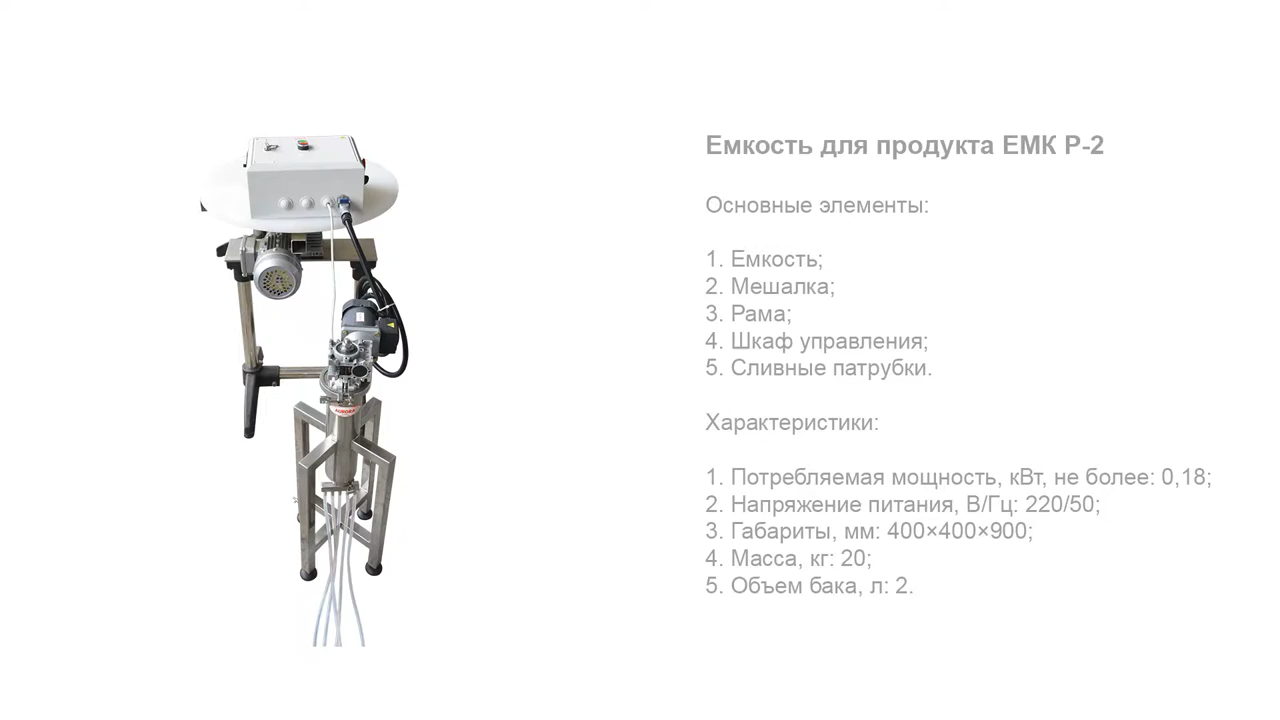 Емкость для продукта ЕМК Р-2
Основные элементы:
1. Емкость;
2. Мешалка;
3. Рама;
4. Шкаф управления;
5. Сливные патрубки.
Характеристики:
1. Потребляемая мощность, кВт, не более: 0,18;
2. Напряжение питания, В/Гц: 220/50;
3. Габариты, мм: 400×400×900;
4. Масса, кг: 20;
5. Объем бака, л: 2.
AURORA